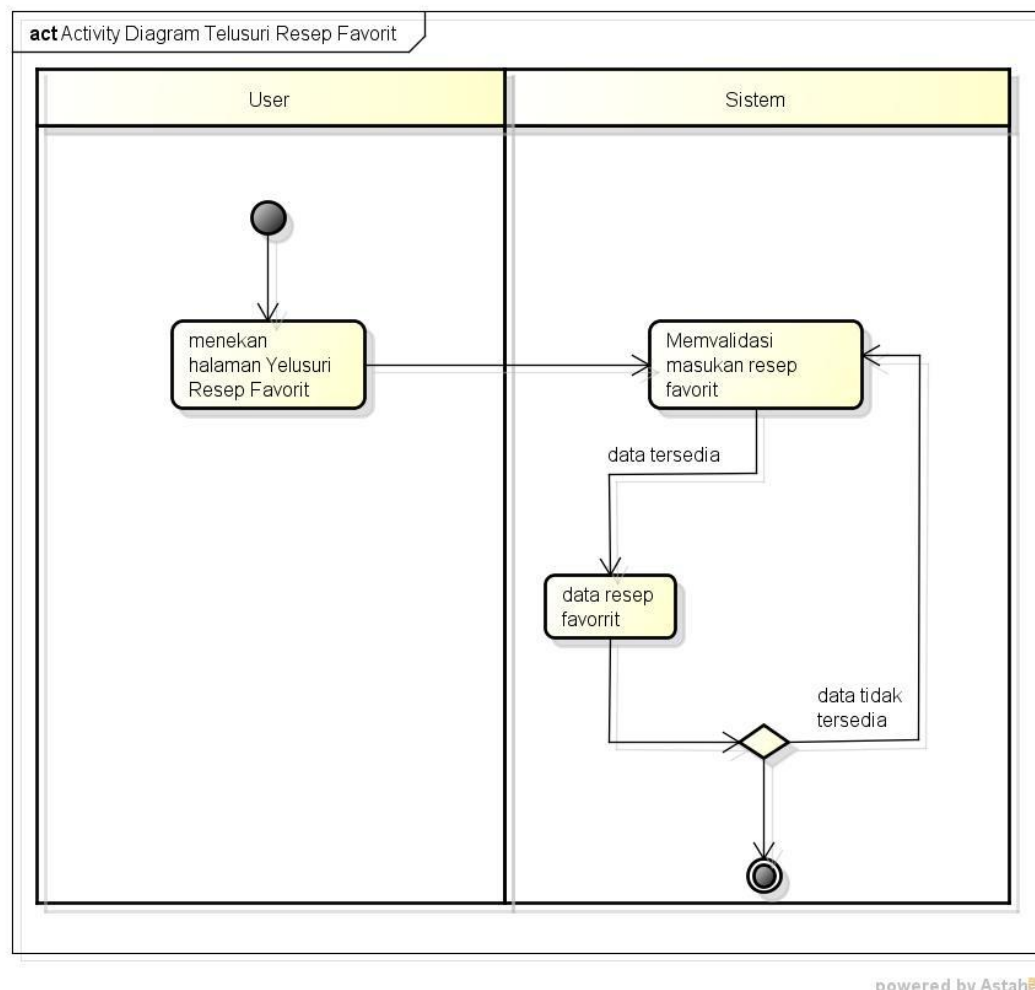 act Activity Diagram Telusuri Resep Favorit
User
Sistem
menekan
halaman Yelusuri
Resep Favorit
Memvalidasi
masukan resep
favorit
data tersedia
data resep
favorrit
data tidak
tersedia
powered by Astah